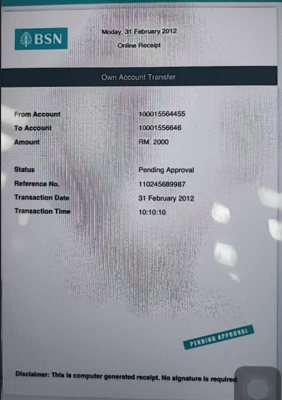 BSN
Moday, 31 February 2012
Online Receipt
Own Account Transfer
From Account 100015564455
To Account 10001556646
Amount RM. 2000
Status Pending Approval
Reference No. 110245689987
Transaction Date 31 February 2012
Transaction Time 10:10:10
PENDING APPROVAL
Disclaimer: This is computer generated receipt. No signature is required